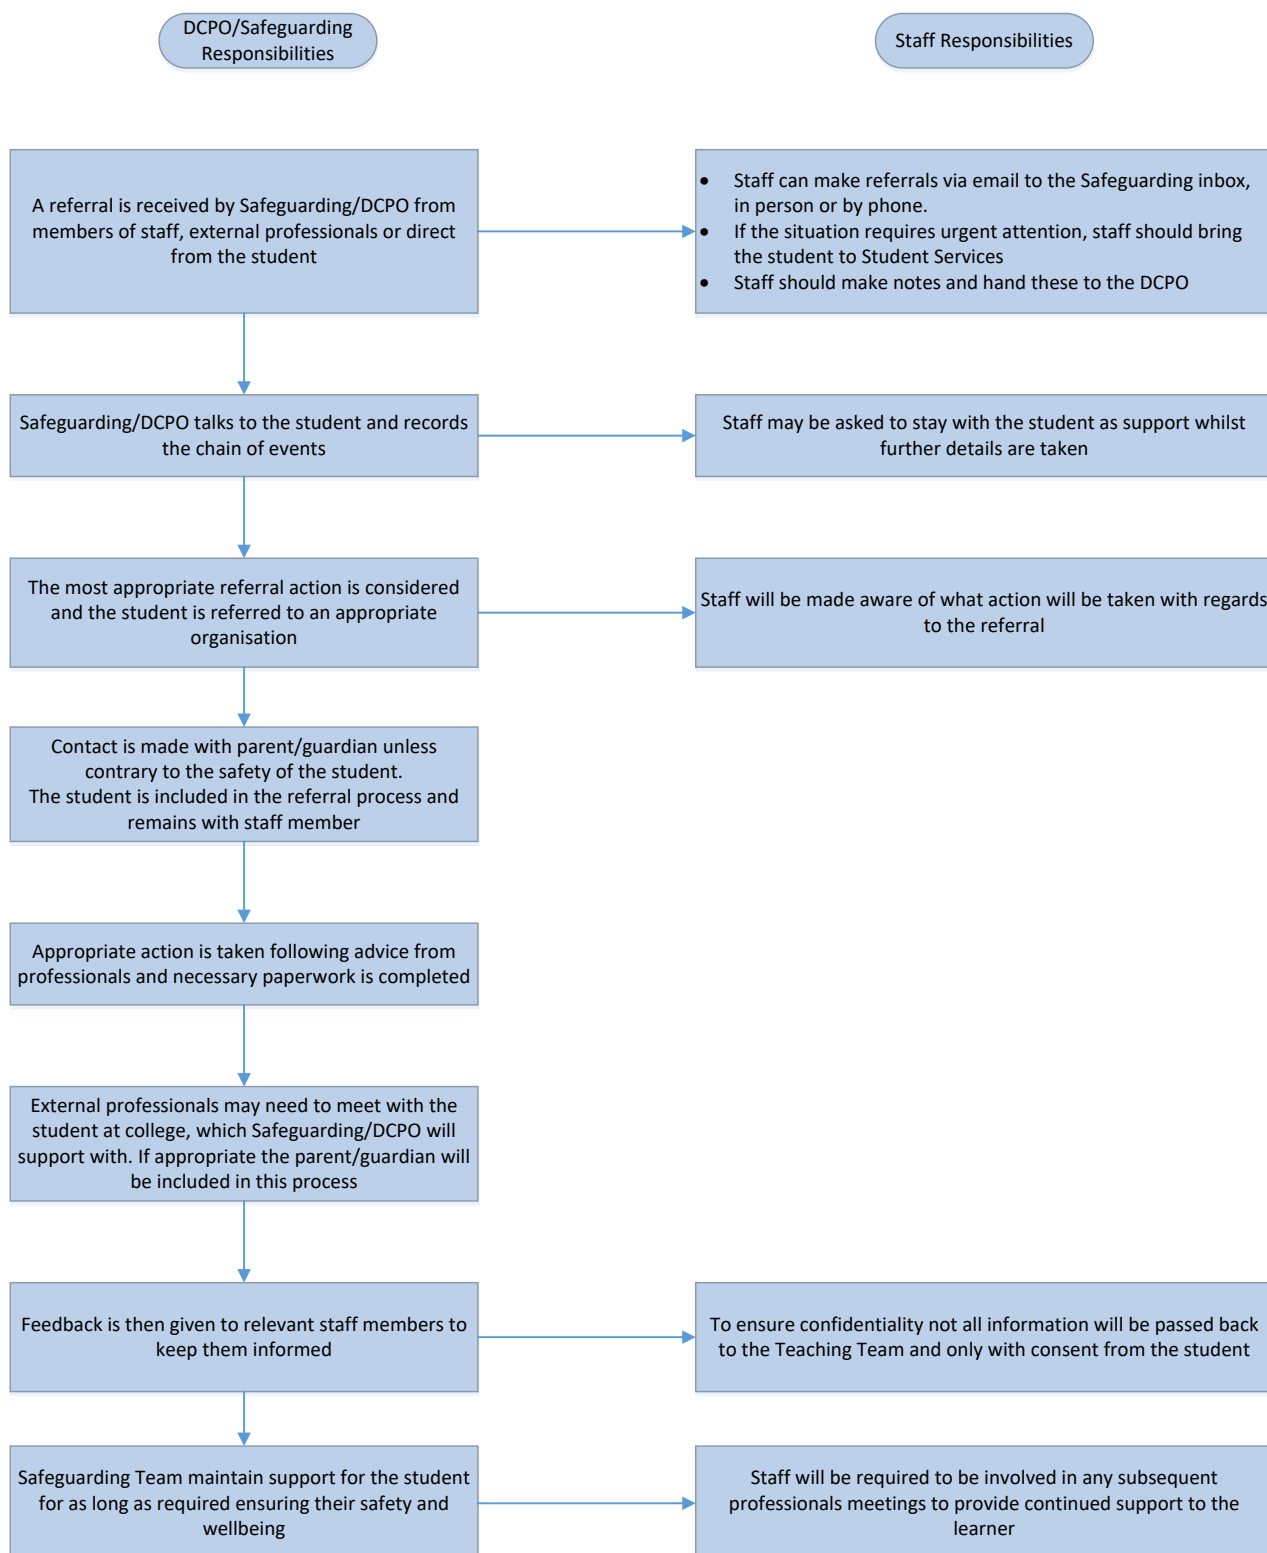 DCPO/Safeguarding
Responsibilities
Staff Responsibilities
A referral is received by Safeguarding/DCPO from
members of staff, external professionals or direct
from the student
• Staff can make referrals via email to the Safeguarding inbox,
in person or by phone.
• If the situation requires urgent attention, staff should bring
the student to Student Services
• Staff should make notes and hand these to the DCPO
Safeguarding/DCPO talks to the student and records
the chain of events
Staff may be asked to stay with the student as support whilst
further details are taken
The most appropriate referral action is considered
and the student is referred to an appropriate
organisation
Staff will be made aware of what action will be taken with regards
to the referral
Contact is made with parent/guardian unless
contrary to the safety of the student.
The student is included in the referral process and
remains with staff member
Appropriate action is taken following advice from
professionals and necessary paperwork is completed
External professionals may need to meet with the
student at college, which Safeguarding/DCPO will
support with. If appropriate the parent/guardian will
be included in this process
Feedback is then given to relevant staff members to
keep them informed
To ensure confidentiality not all information will be passed back
to the Teaching Team and only with consent from the student
Safeguarding Team maintain support for the student
for as long as required ensuring their safety and
wellbeing
Staff will be required to be involved in any subsequent
professionals meetings to provide continued support to the
learner